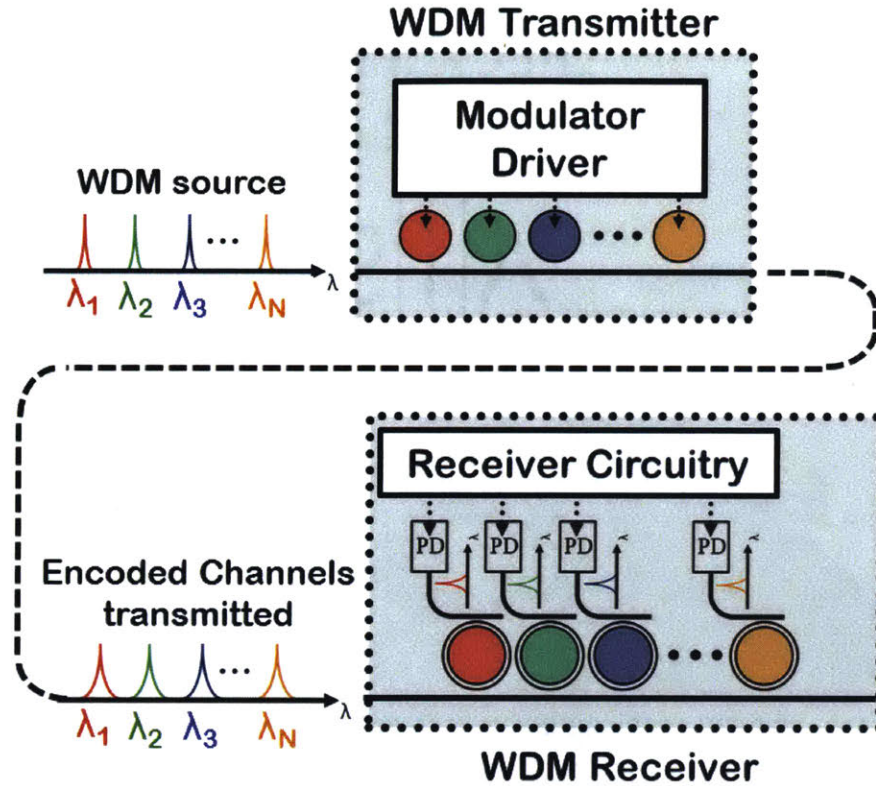 WDM Transmitter
Modulator
Driver
WDM source
...
λ
λ1 λ2 λ3 λN
Receiver Circuitry
PD PD PD PD
λ λ λ λ
Encoded Channels
transmitted
...
λ
λ1 λ2 λ3 λN
WDM Receiver